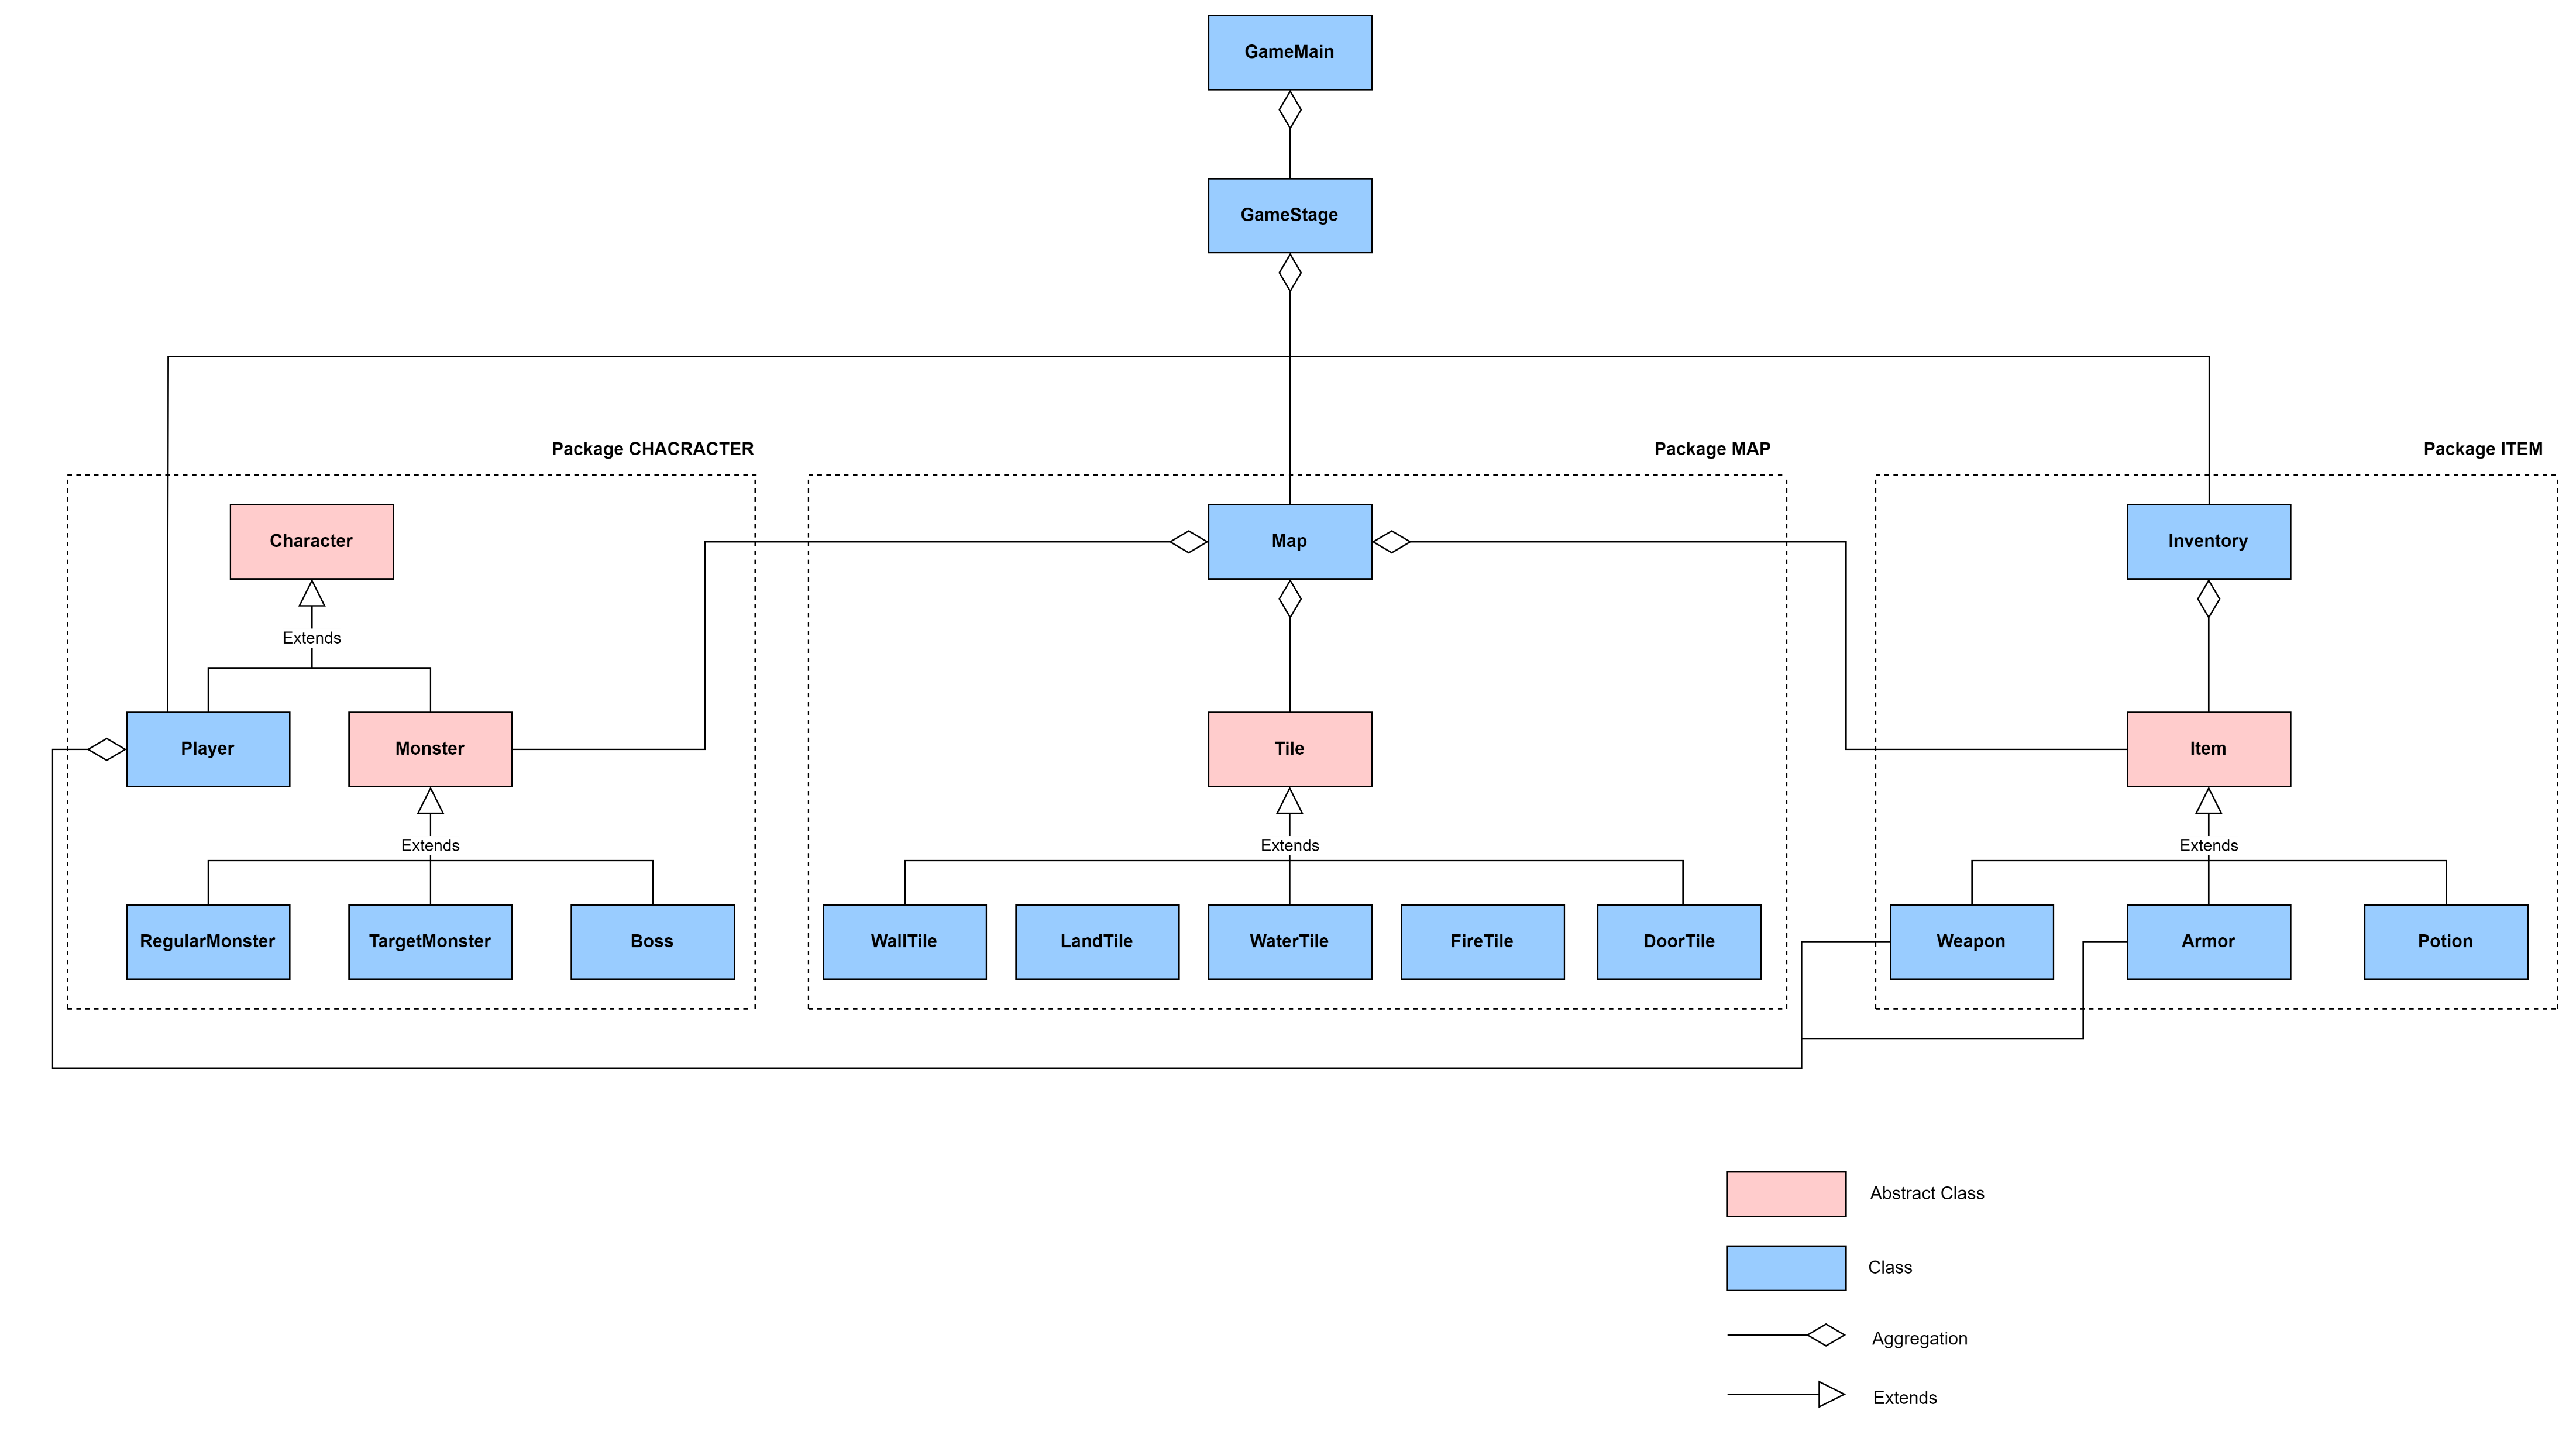 GameMain
GameStage
Package CHACRACTER
Package MAP
Package ITEM
Character
Map
Inventory
Extends
Player
Monster
Tile
Item
Extends
Extends
Extends
RegularMonster
TargetMonster
Boss
WallTile
LandTile
WaterTile
FireTile
DoorTile
Weapon
Armor
Potion
Abstract Class
Class
Aggregation
Extends